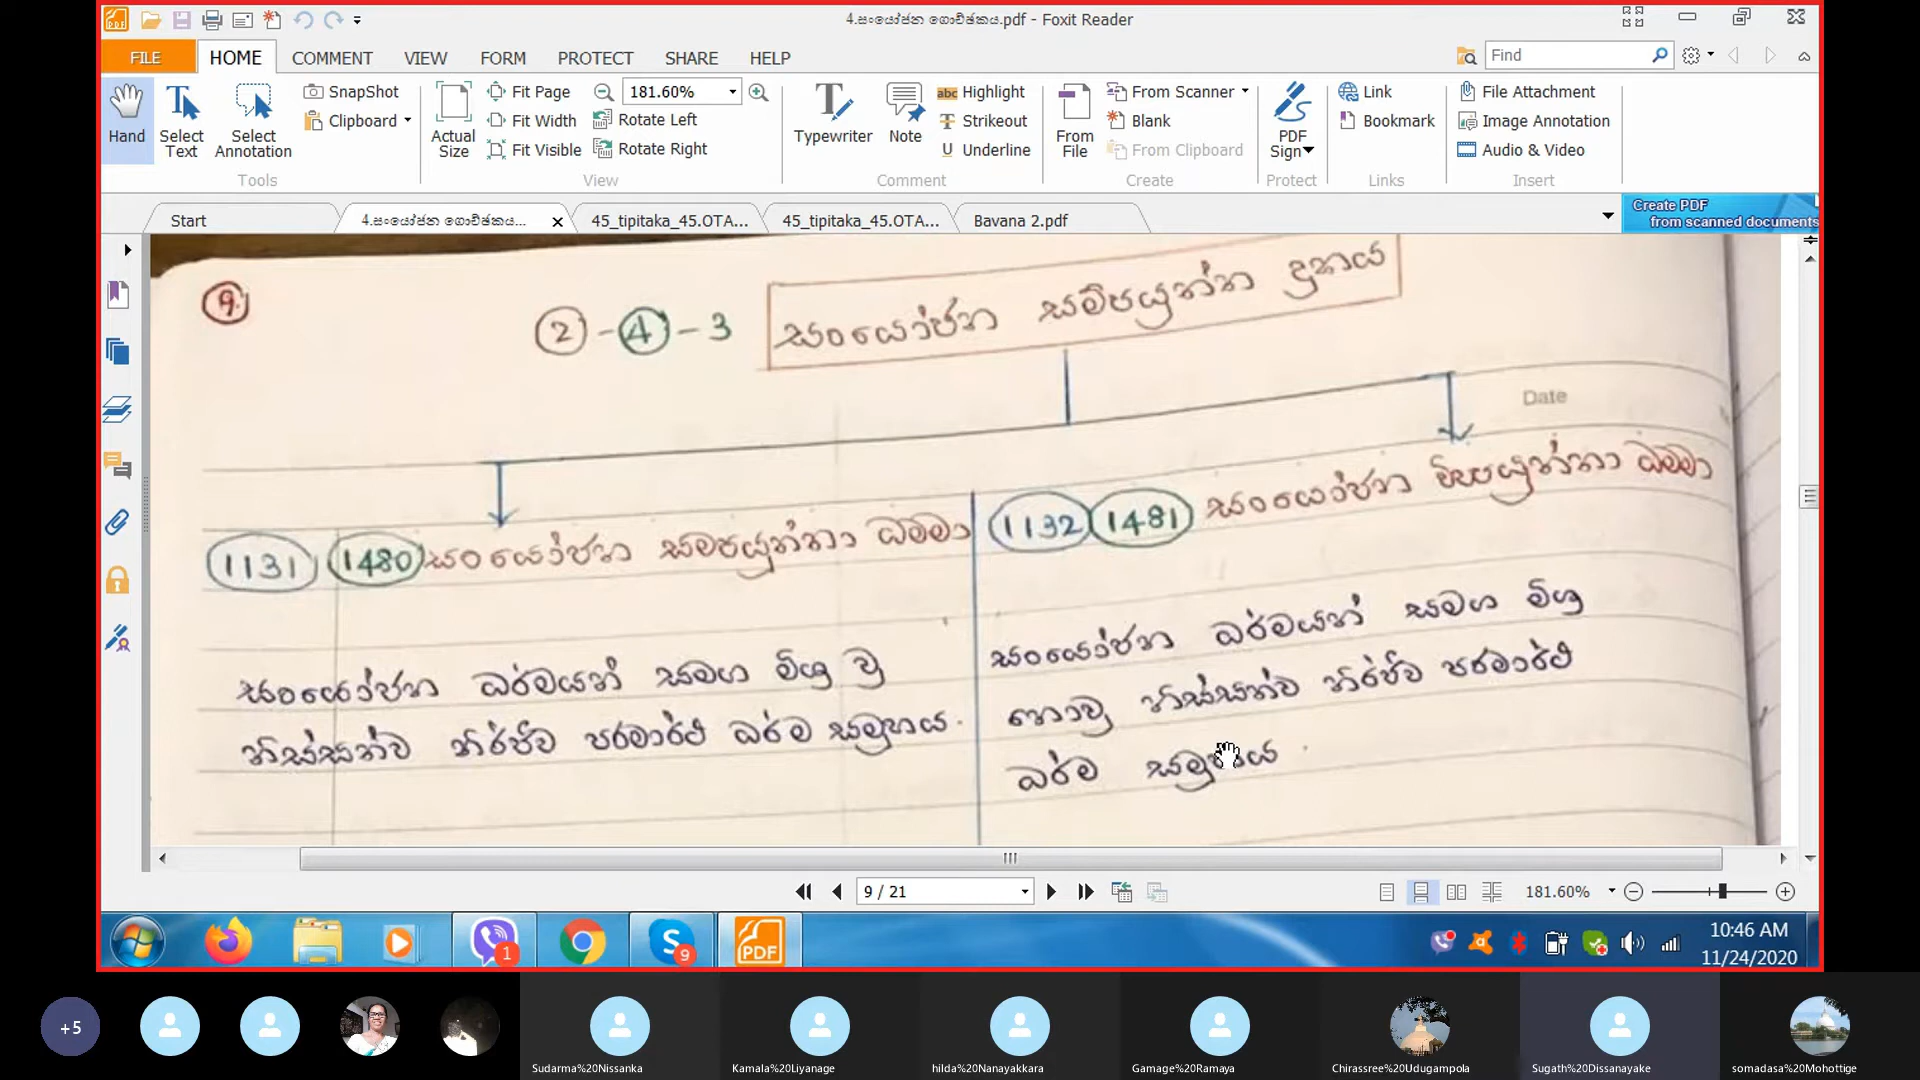 4.සංයෝජන ගොච්ඡකය.pdf - Foxit Reader
FILE HOME COMMENT VIEW FORM PROTECT SHARE HELP
Find
Hand
Select Text
Select Annotation
SnapShot
Clipboard
Tools
Actual Size
Fit Page
Fit Width
Fit Visible
181.60%
Rotate Left
Rotate Right
View
Typewriter
Note
Highlight
Strikeout
Underline
Comment
From File
From Scanner
Blank
From Clipboard
Create
PDF Sign
Protect
Link
Bookmark
Links
File Attachment
Image Annotation
Audio & Video
Insert
Start
4.සංයෝජන ගොච්ඡකය...
45_tipitaka_45.OTA...
45_tipitaka_45.OTA...
Bavana 2.pdf
Create PDF
from scanned documents
9
2 - 4 - 3 සංයෝජන සම්පයුත්ත දුකය
Date
1131 1480 සංයෝජන සම්පයුත්තා ධම්මා
1132 1481 සංයෝජන විප්පයුත්තා ධම්මා
සංයෝජන ධර්මයන් සමග මිශ්‍ර වු
නිස්සත්ව නිර්ජීව පරමාර්ථ ධර්ම සමුහය.
සංයෝජන ධර්මයන් සමග මිශ්‍ර
නොවු නිස්සත්ව නිර්ජීව පරමාර්ථ
ධර්ම සමුහය.
9 / 21
181.60%
1
9
10:46 AM
11/24/2020
+5
Sudarma%20Nissanka
Kamala%20Liyanage
hilda%20Nanayakkara
Gamage%20Ramaya
Chirassree%20Udugampola
Sugath%20Dissanayake
somadasa%20Mohottige